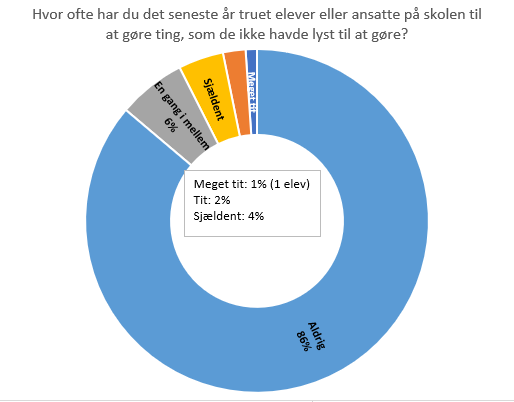 Hvor ofte har du det seneste år truet elever eller ansatte på skolen til
at gøre ting, som de ikke havde lyst til at gøre?
Meget tit
Sjældent
En gang i mellem
6%
Meget tit: 1% (1 elev)
Tit: 2%
Sjældent: 4%
Aldrig
86%